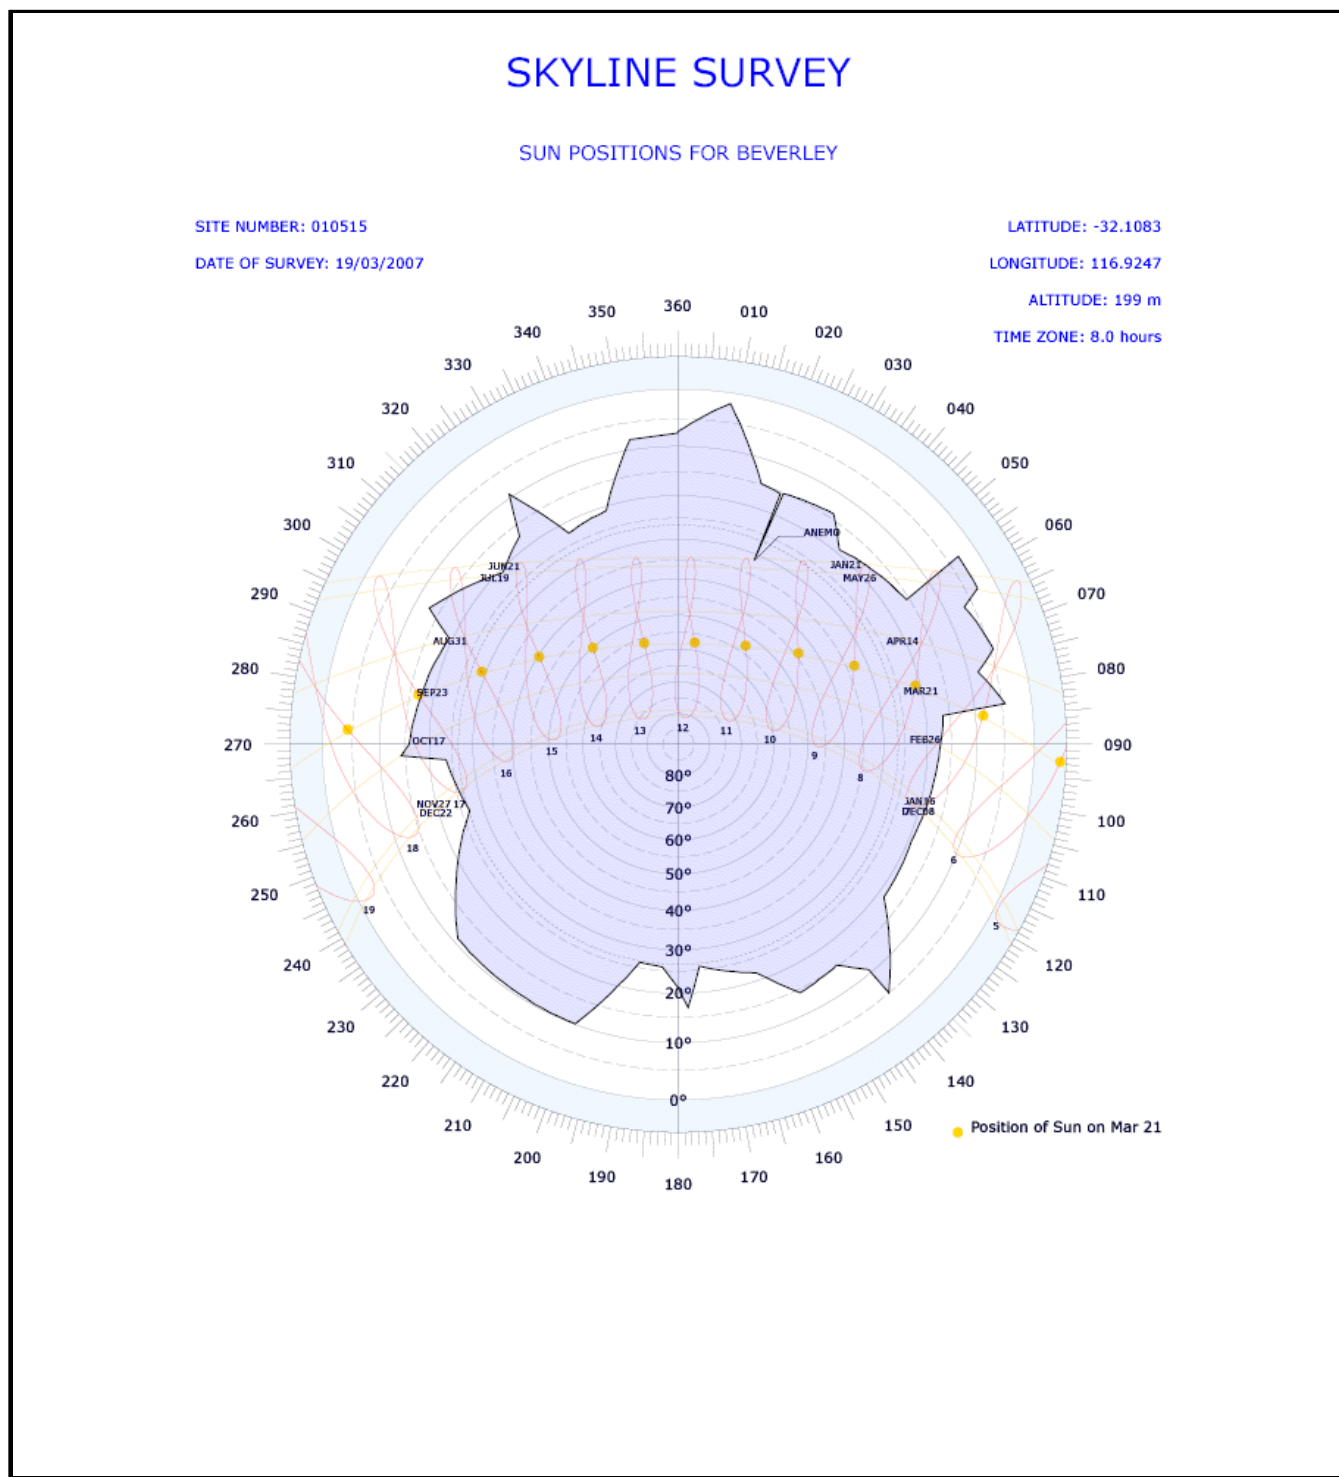 SKYLINE SURVEY
SUN POSITIONS FOR BEVERLEY
SITE NUMBER: 010515
LATITUDE: -32.1083
DATE OF SURVEY: 19/03/2007
LONGITUDE: 116.9247
ALTITUDE: 199 m
TIME ZONE: 8.0 hours
360
350 010
340 020
330 030
320 040
310 050
300 060
290 070
280 080
270 090
260 100
250 110
240 120
230 130
220 140
210 150
200 160
190 170
180
ANEMO
JUN21 JAN21
JUL19 MAY26
AUG31 APR14
SEP23 MAR21
OCT17 FEB26
NOV27 17 JAN16
DEC22 DEC08
19 18 16 15 14 13 12 11 10 9 8 6 5
80°
70°
60°
50°
40°
30°
20°
10°
0°
Position of Sun on Mar 21